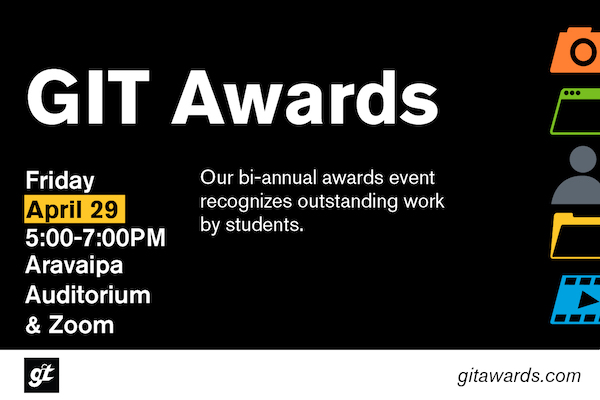 GIT Awards
Friday
April 29
5:00-7:00PM
Aravaipa
Auditorium
& Zoom
Our bi-annual awards event
recognizes outstanding work
by students.
git
gitawards.com